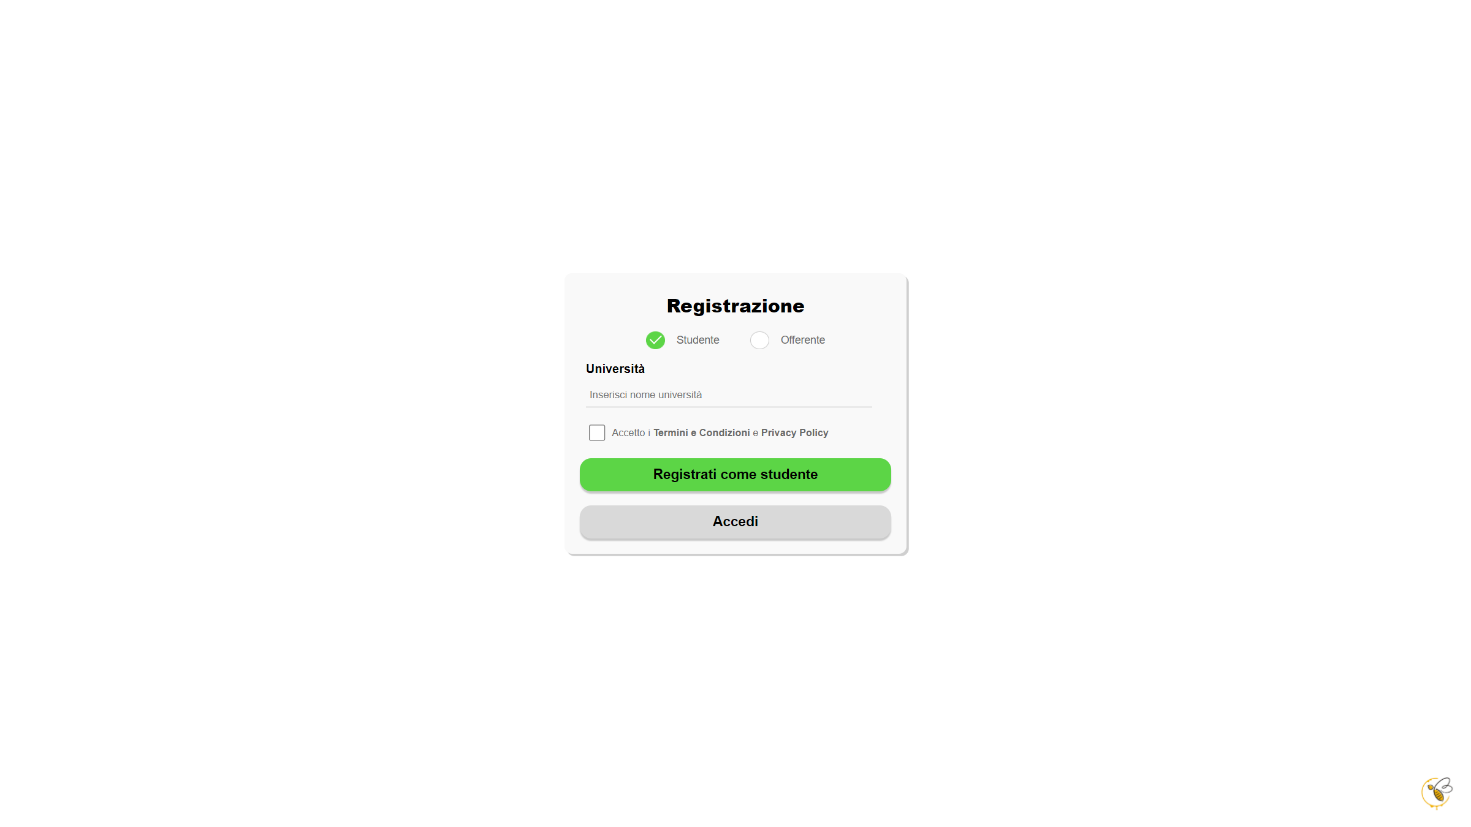 Registrazione
Studente Offerente
Università
Inserisci nome università
Accetto i Termini e Condizioni e Privacy Policy
Registrati come studente
Accedi